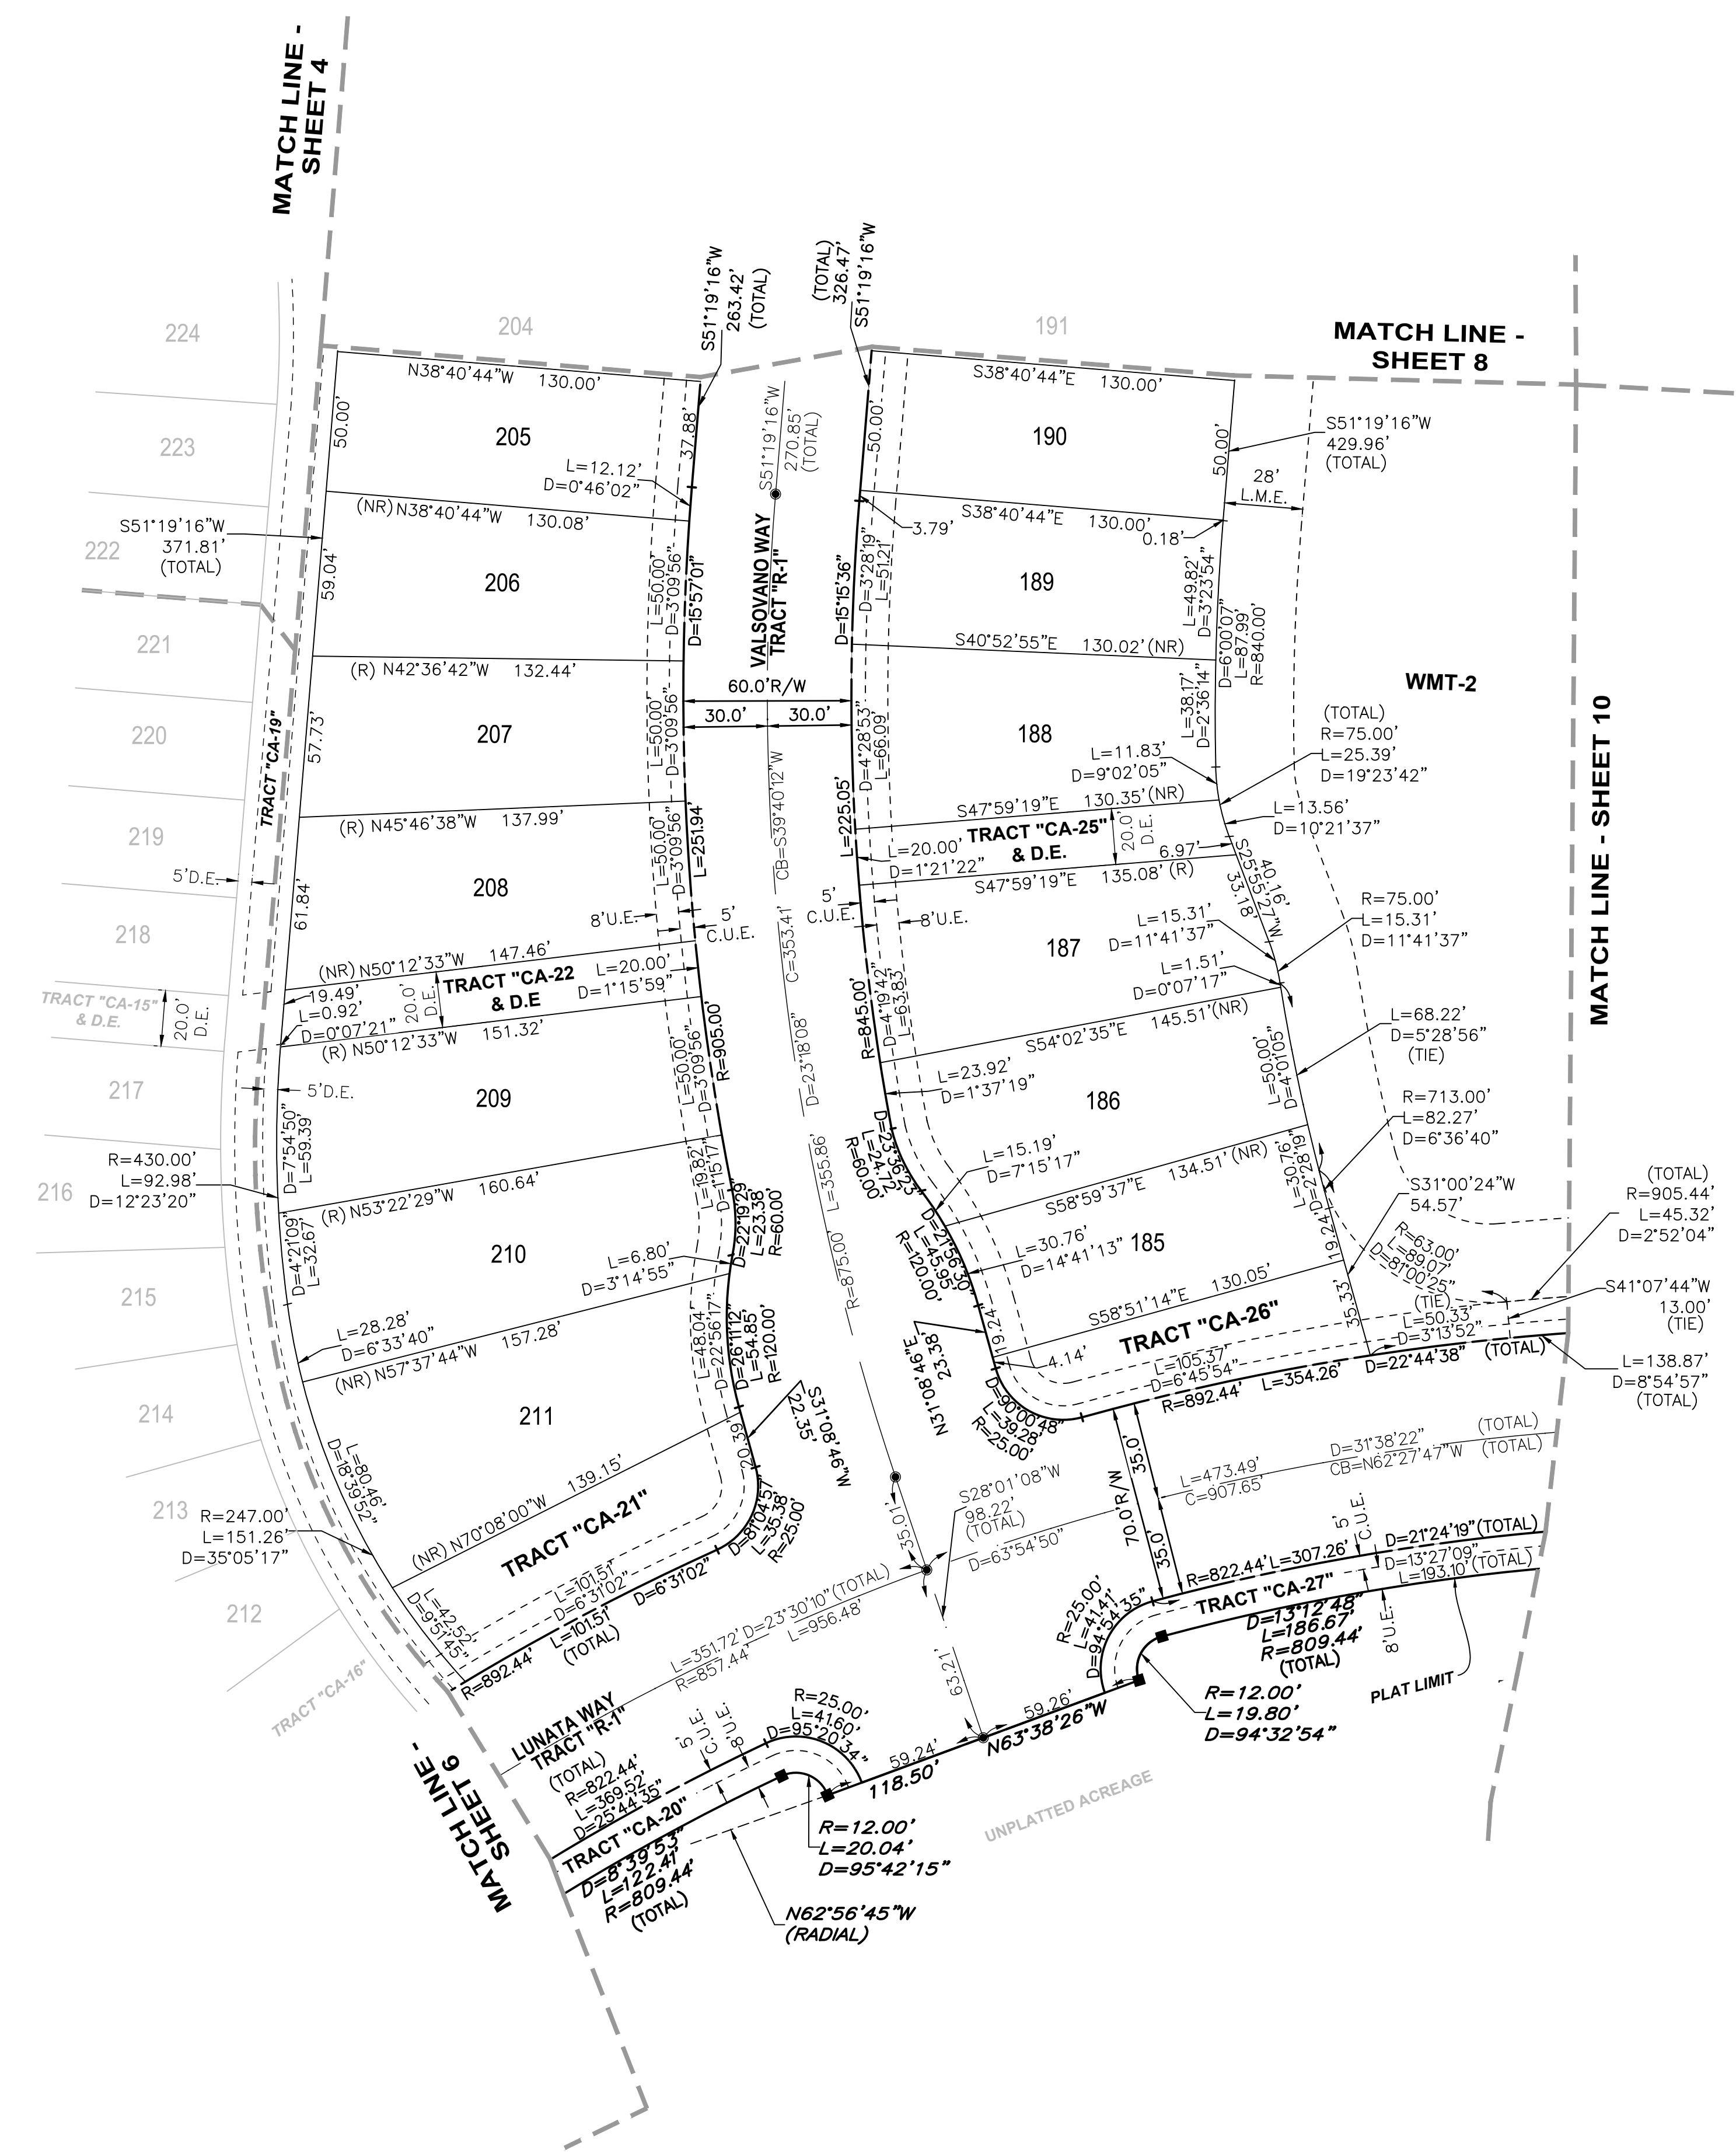 MATCH LINE -
SHEET 4
224
204
S51°19'16"W
263.42'
(TOTAL)
(TOTAL)
326.47'
S51°19'16"W
191
MATCH LINE -
SHEET 8
N38°40'44"W 130.00'
S38°40'44"E 130.00'
223
50.00'
205
37.88'
L=12.12'
D=0°46'02"
S51°19'16"W
270.85'
(TOTAL)
50.00'
190
50.00'
S51°19'16"W
429.96'
(TOTAL)
28'
L.M.E.
(NR) N38°40'44"W 130.08'
S38°40'44"E 130.00'
3.79'
0.18'
S51°19'16"W
371.81'
(TOTAL)
222
59.04'
206
L=50.00'
D=3°09'56"
D=15°57'01"
VALSOVANO WAY
TRACT "R-1"
D=15°15'36"
D=3°28'19"
L=51.21'
189
L=49.82'
D=3°23'54"
D=6°00'07"
L=87.99'
R=840.00'
221
(R) N42°36'42"W 132.44'
S40°52'55"E 130.02'(NR)
60.0'R/W
30.0'
30.0'
WMT-2
MATCH LINE - SHEET 10
220
TRACT "CA-19"
57.73'
207
L=50.00'
D=3°09'56"
D=4°28'53"
L=66.09'
188
L=38.17'
D=2°36'14"
(TOTAL)
R=75.00'
L=25.39'
D=19°23'42"
L=11.83'
D=9°02'05"
CB=S39°40'12"W
C=353.41'
D=23°18'08"
L=355.86'
R=875.00'
(R) N45°46'38"W 137.99'
S47°59'19"E 130.35'(NR)
L=13.56'
D=10°21'37"
219
L=225.05'
L=20.00'
D=1°21'22"
TRACT "CA-25"
& D.E.
20.0'
D.E.
6.97'
S47°59'19"E 135.08' (R)
5'D.E.
61.84'
208
L=50.00'
D=3°09'56"
L=251.94'
8'U.E.
5'
C.U.E.
5'
C.U.E.
8'U.E.
187
S25°55'27"W
40.16'
33.18'
R=75.00'
L=15.31'
D=11°41'37"
L=15.31'
D=11°41'37"
L=1.51'
D=0°07'17"
218
(NR) N50°12'33"W 147.46'
TRACT "CA-15"
& D.E.
20.0'
D.E.
19.49'
L=0.92'
D=0°07'21"
20.0'
D.E.
TRACT "CA-22
& D.E
L=20.00'
D=1°15'59"
(R) N50°12'33"W 151.32'
R=845.00'
D=4°19'42"
L=63.83'
S54°02'35"E 145.51'(NR)
L=68.22'
D=5°28'56"
(TIE)
217
5'D.E.
209
L=50.00'
D=3°09'56"
R=905.00'
L=23.92'
D=1°37'19"
186
L=50.00'
D=4°01'05"
R=713.00'
L=82.27'
D=6°36'40"
D=7°54'50"
L=59.39'
R=430.00'
L=92.98'
D=12°23'20"
216
(R) N53°22'29"W 160.64'
L=19.82'
D=1°15'17"
D=23°36'23"
L=24.72'
R=60.00'
L=15.19'
D=7°15'17"
S58°59'37"E 134.51'(NR)
L=30.76'
D=2°28'19"
S31°00'24"W
54.57'
(TOTAL)
R=905.44'
L=45.32'
D=2°52'04"
D=4°21'09"
L=32.67'
210
D=22°19'29
L=23.38
R=60.00'
L=6.80'
D=3°14'55"
D=21°56'30"
L=45.95'
R=120.00'
L=30.76'
D=14°41'13"
185
19.24'
R=63.00'
L=89.07'
D=81°00'25"
(TIE)
S41°07'44"W
13.00'
(TIE)
215
S58°51'14"E 130.05'
L=28.28'
D=6°33'40"
(NR) N57°37'44"W 157.28'
L=48.04'
D=22°56'17"
D=26°11'12"
L=54.85'
R=120.00'
19.24'
N31°08'46"E
23.38'
4.14'
TRACT "CA-26"
35.33'
L=50.33'
D=3°13'52"
L=105.37'
D=6°45'54"
R=892.44' L=354.26' D=22°44'38" (TOTAL)
L=138.87'
D=8°54'57"
(TOTAL)
214
211
S31°08'46"W
22.35'
20.39'
D=90°00'48"
L=39.28'
R=25.00'
L=80.46'
D=18°39'52"
(NR) N70°08'00"W 139.15'
D=81°04'57"
L=35.38'
R=25.00'
35.01'
S28°01'08"W
98.22'
(TOTAL)
D=63°54'50"
70.0'R/W
35.0'
35.0'
L=473.49'
C=907.65'
D=31°38'22" (TOTAL)
CB=N62°27'47"W (TOTAL)
213
R=247.00'
L=151.26'
D=35°05'17"
TRACT "CA-21"
L=101.51'
D=6°31'02"
D=6°31'02"
L=101.51'
(TOTAL)
R=892.44'
L=42.52'
D=9°51'45"
212
TRACT "CA-16"
L=351.72' D=23°30'10"(TOTAL)
R=857.44' L=956.48'
63.21'
R=25.00'
L=41.41'
D=94°54'35"
R=822.44' L=307.26'
5'
C.U.E.
D=21°24'19"(TOTAL)
D=13°27'09"
L=193.10'(TOTAL)
TRACT "CA-27"
D=13°12'48"
L=186.67'
R=809.44'
(TOTAL)
8'U.E.
PLAT LIMIT
R=12.00'
L=19.80'
D=94°32'54"
LUNATA WAY
TRACT "R-1"
(TOTAL)
R=822.44'
L=369.52'
D=25°44'35"
5'
C.U.E.
8'U.E.
R=25.00'
L=41.60'
D=95°20'34"
59.26'
N63°38'26"W
59.24'
118.50'
UNPLATTED ACREAGE
MATCH LINE -
SHEET 6
TRACT "CA-20"
D=8°39'53"
L=122.41'
R=809.44'
(TOTAL)
R=12.00'
L=20.04'
D=95°42'15"
N62°56'45"W
(RADIAL)